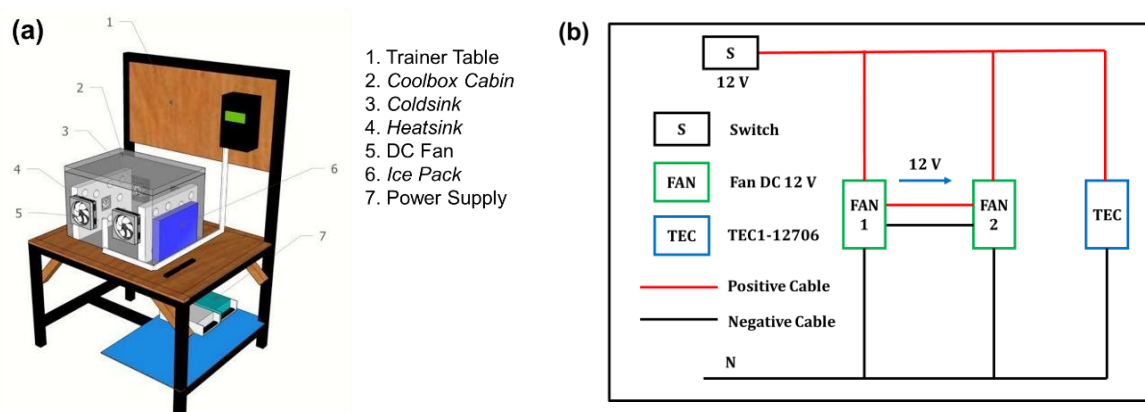 (a)
1
2
3
4
5
6
7
1. Trainer Table
2. Coolbox Cabin
3. Coldsink
4. Heatsink
5. DC Fan
6. Ice Pack
7. Power Supply
(b)
S
12 V
S Switch
FAN Fan DC 12 V
TEC TEC1-12706
Positive Cable
Negative Cable
N
12 V
FAN
1
FAN
2
TEC